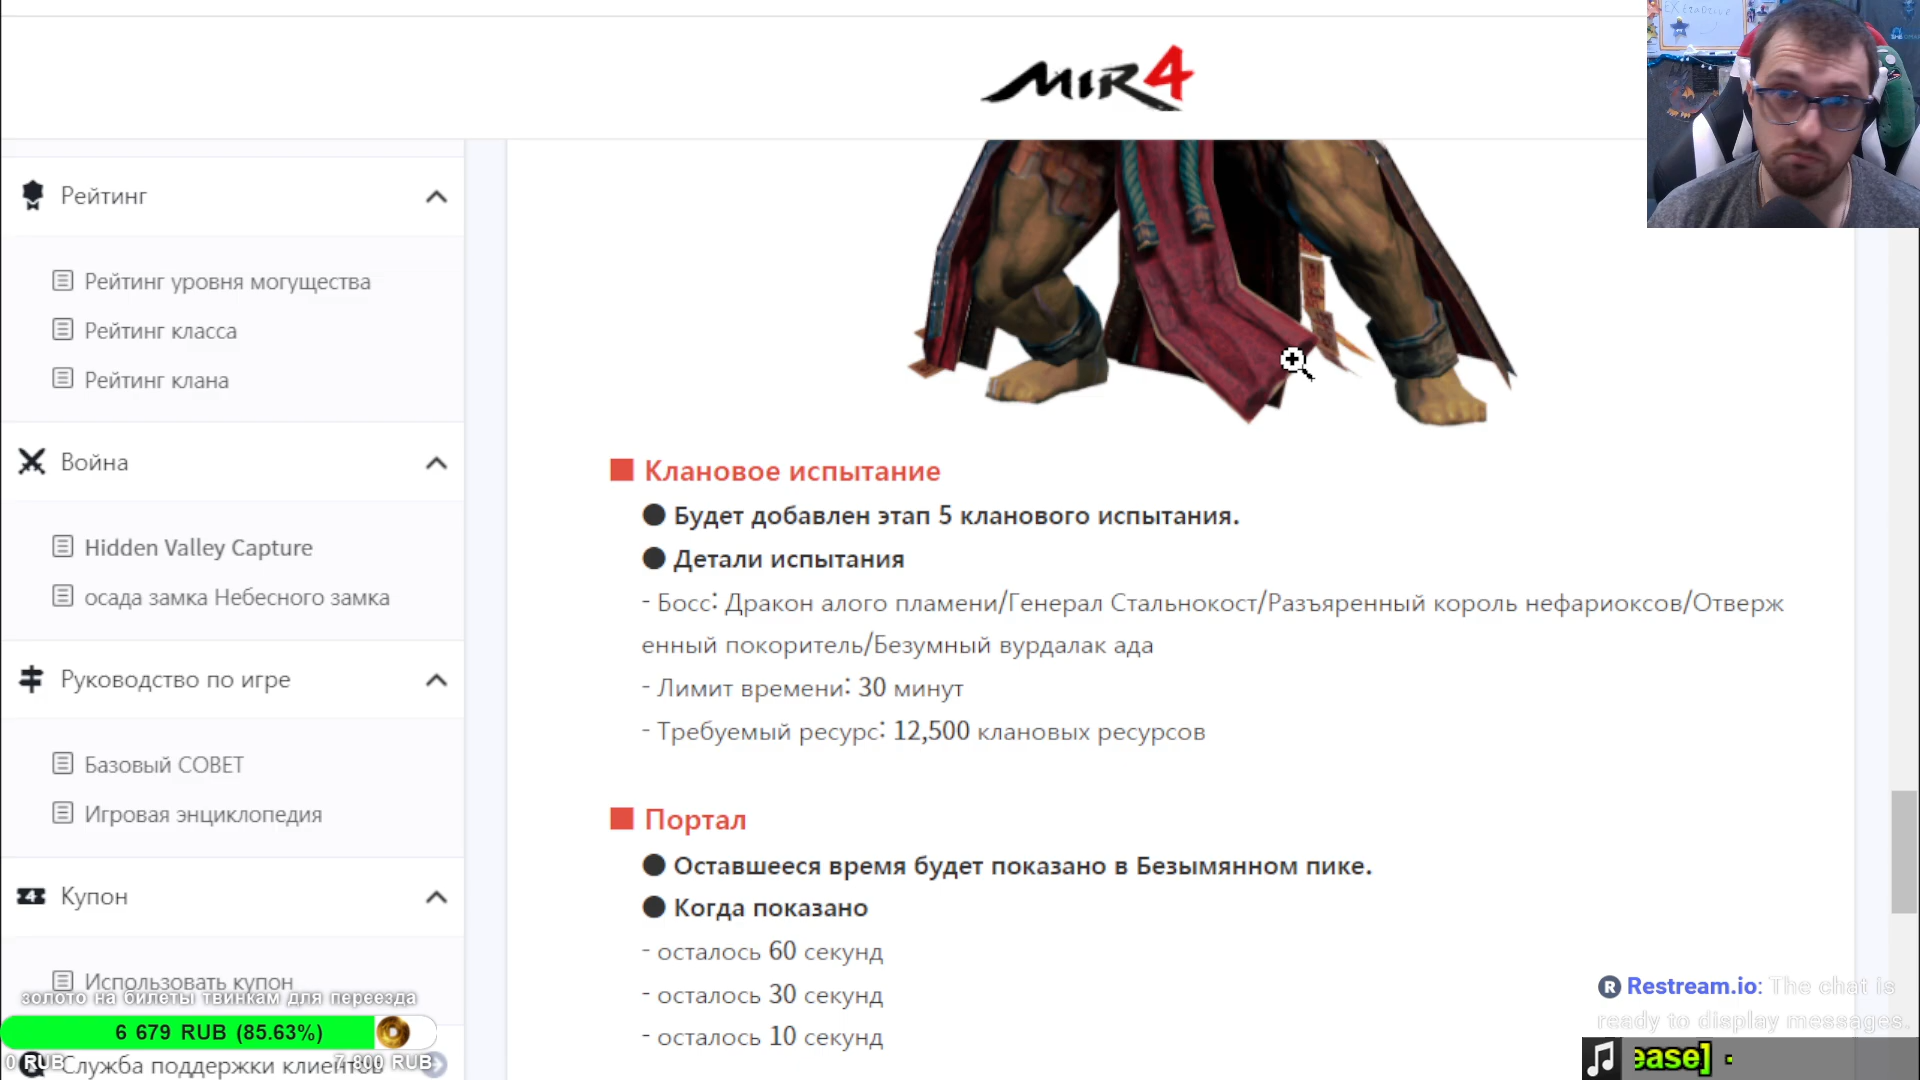 MIR4
Рейтинг
Рейтинг уровня могущества
Рейтинг класса
Рейтинг клана
Война
Hidden Valley Capture
осада замка Небесного замка
Руководство по игре
Базовый СОВЕТ
Игровая энциклопедия
Купон
Использовать купон
золото на билеты твинкам для переезда
6 679 RUB (85.63%)
0 RUB
7 800 RUB
Служба поддержки клиентов
Клановое испытание
Будет добавлен этап 5 кланового испытания.
Детали испытания
- Босс: Дракон алого пламени/Генерал Стальнокост/Разъяренный король нефариоксов/Отверж
енный покоритель/Безумный вурдалак ада
- Лимит времени: 30 минут
- Требуемый ресурс: 12,500 клановых ресурсов
Портал
Оставшееся время будет показано в Безымянном пике.
Когда показано
- осталось 60 секунд
- осталось 30 секунд
- осталось 10 секунд
Restream.io: The chat is
ready to display messages.
ease] -